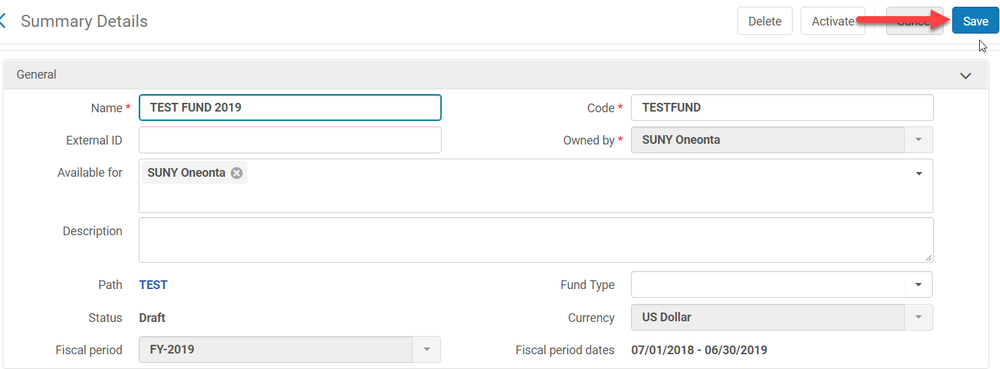 Summary Details
Delete Activate Cancel Save
General
Name * TEST FUND 2019 Code * TESTFUND
External ID Owned by * SUNY Oneonta
Available for SUNY Oneonta
Description
Path TEST Fund Type
Status Draft Currency US Dollar
Fiscal period FY-2019 Fiscal period dates 07/01/2018 - 06/30/2019